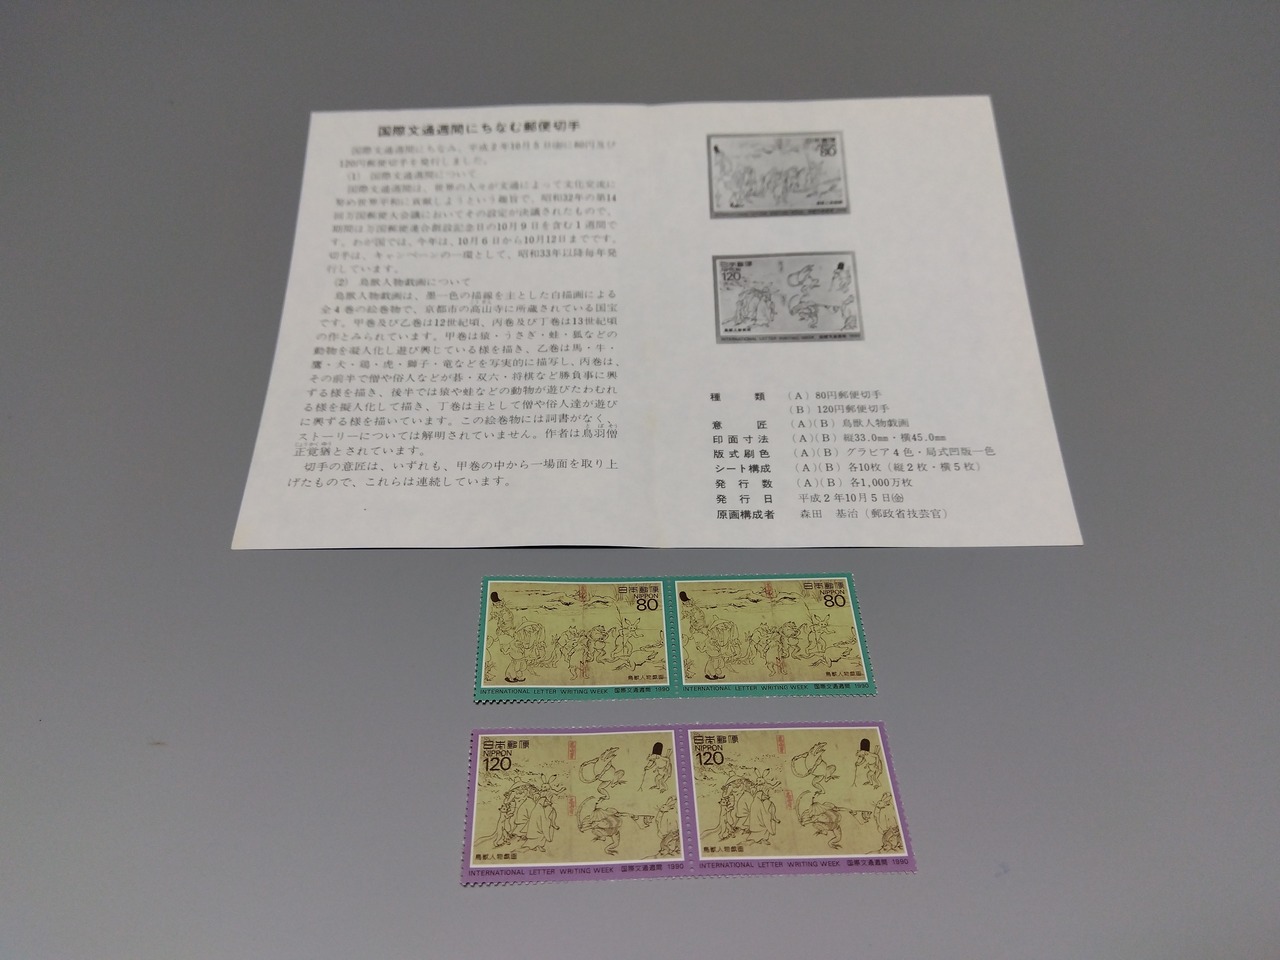 国際文通週間にちなむ郵便切手
国際文通週間にちなみ、平成2年10月5日(金)に80円及び
120円郵便切手を発行しました。
(1) 国際文通週間について
国際文通週間は、世界の人々が文通によって文化交流に
努め世界平和に貢献しようという趣旨で、昭和32年の第14
回万国郵便大会議においてその設定が決議されたもので、
期間は万国郵便連合創設記念日の10月9日を含む1週間で
す。わが国では、今年は、10月6日から10月12日までです。
切手は、キャンペーンの一環として、昭和33年以降毎年発
行しています。
(2) 鳥獣人物戯画について
鳥獣人物戯画は、墨一色の描線を主とした白描画による
全4巻の絵巻物で、京都市の高山寺に所蔵されている国宝
です。甲巻及び乙巻は12世紀頃、丙巻及び丁巻は13世紀頃
の作とみられています。甲巻は猿・うさぎ・蛙・狐などの
動物を擬人化し遊び興じている様を描き、乙巻は馬・牛・
鷹・犬・鶏・虎・獅子・竜などを写実的に描写し、丙巻は、
その前半で僧や俗人などが碁・双六・将棋など勝負事に興
ずる様を描き、後半では猿や蛙などの動物が遊びたわむれ
る様を擬人化して描き、丁巻は主として僧や俗人達が遊び
に興ずる様を描いています。この絵巻物には詞書がなく、
ストーリーについては解明されていません。作者は鳥羽僧
正覚猷とされています。
切手の意匠は、いずれも、甲巻の中から一場面を取り上
げたもので、これらは連続しています。
日本郵便
NIPPON
80
鳥獣人物戯画
日本郵便
NIPPON
120
鳥獣人物戯画
INTERNATIONAL LETTER WRITING WEEK 国際文通週間 1990
種類 (A) 80円郵便切手
(B) 120円郵便切手
意匠 (A)(B) 鳥獣人物戯画
印面寸法 (A)(B) 縦33.0mm・横45.0mm
版式刷色 (A)(B) グラビア4色・局式凹版一色
シート構成 (A)(B) 各10枚(縦2枚・横5枚)
発行数 (A)(B) 各1,000万枚
発行日 平成2年10月5日(金)
原画構成者 森田 基治(郵政省技芸官)
日本郵便
NIPPON
80
鳥獣人物戯画
INTERNATIONAL LETTER WRITING WEEK 国際文通週間 1990
日本郵便
NIPPON
80
鳥獣人物戯画
INTERNATIONAL LETTER WRITING WEEK 国際文通週間 1990
日本郵便
NIPPON
120
鳥獣人物戯画
INTERNATIONAL LETTER WRITING WEEK 国際文通週間 1990
日本郵便
NIPPON
120
鳥獣人物戯画
INTERNATIONAL LETTER WRITING WEEK 国際文通週間 1990